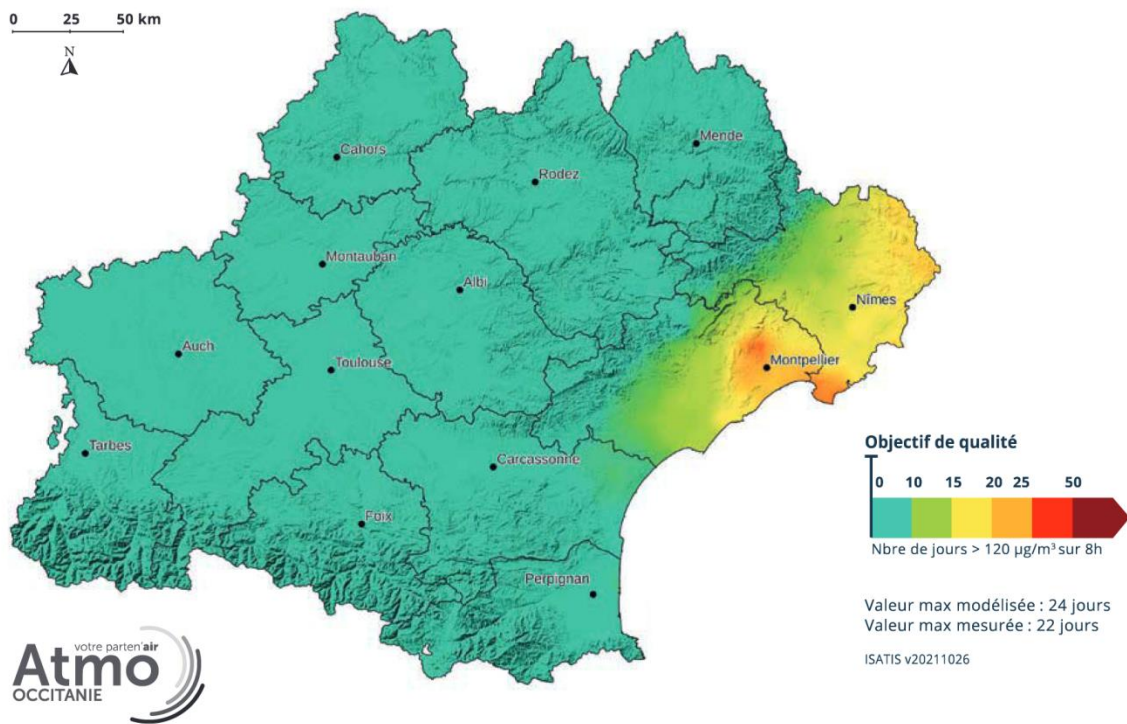 0 25 50 km
N
Cahors
Mende
Rodez
Montauban
Albi
Nîmes
Auch
Toulouse
Montpellier
Tarbes
Carcassonne
Foix
Perpignan
Objectif de qualité
0 10 15 20 25 50
Nbre de jours > 120 µg/m³ sur 8h
Valeur max modélisée : 24 jours
Valeur max mesurée : 22 jours
ISATIS v20211026
votre parten'air
Atmo
OCCITANIE